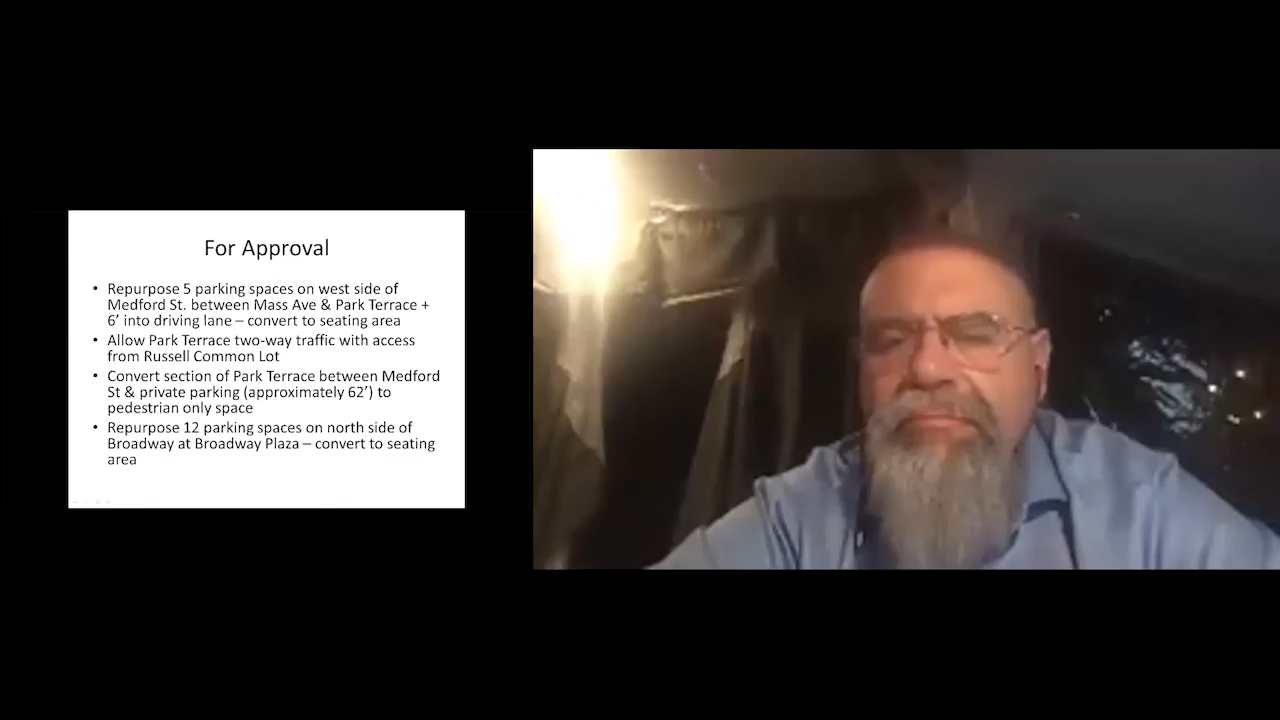 For Approval
• Repurpose 5 parking spaces on west side of
Medford St. between Mass Ave & Park Terrace +
6’ into driving lane – convert to seating area
• Allow Park Terrace two-way traffic with access
from Russell Common Lot
• Convert section of Park Terrace between Medford
St & private parking (approximately 62’) to
pedestrian only space
• Repurpose 12 parking spaces on north side of
Broadway at Broadway Plaza – convert to seating
area